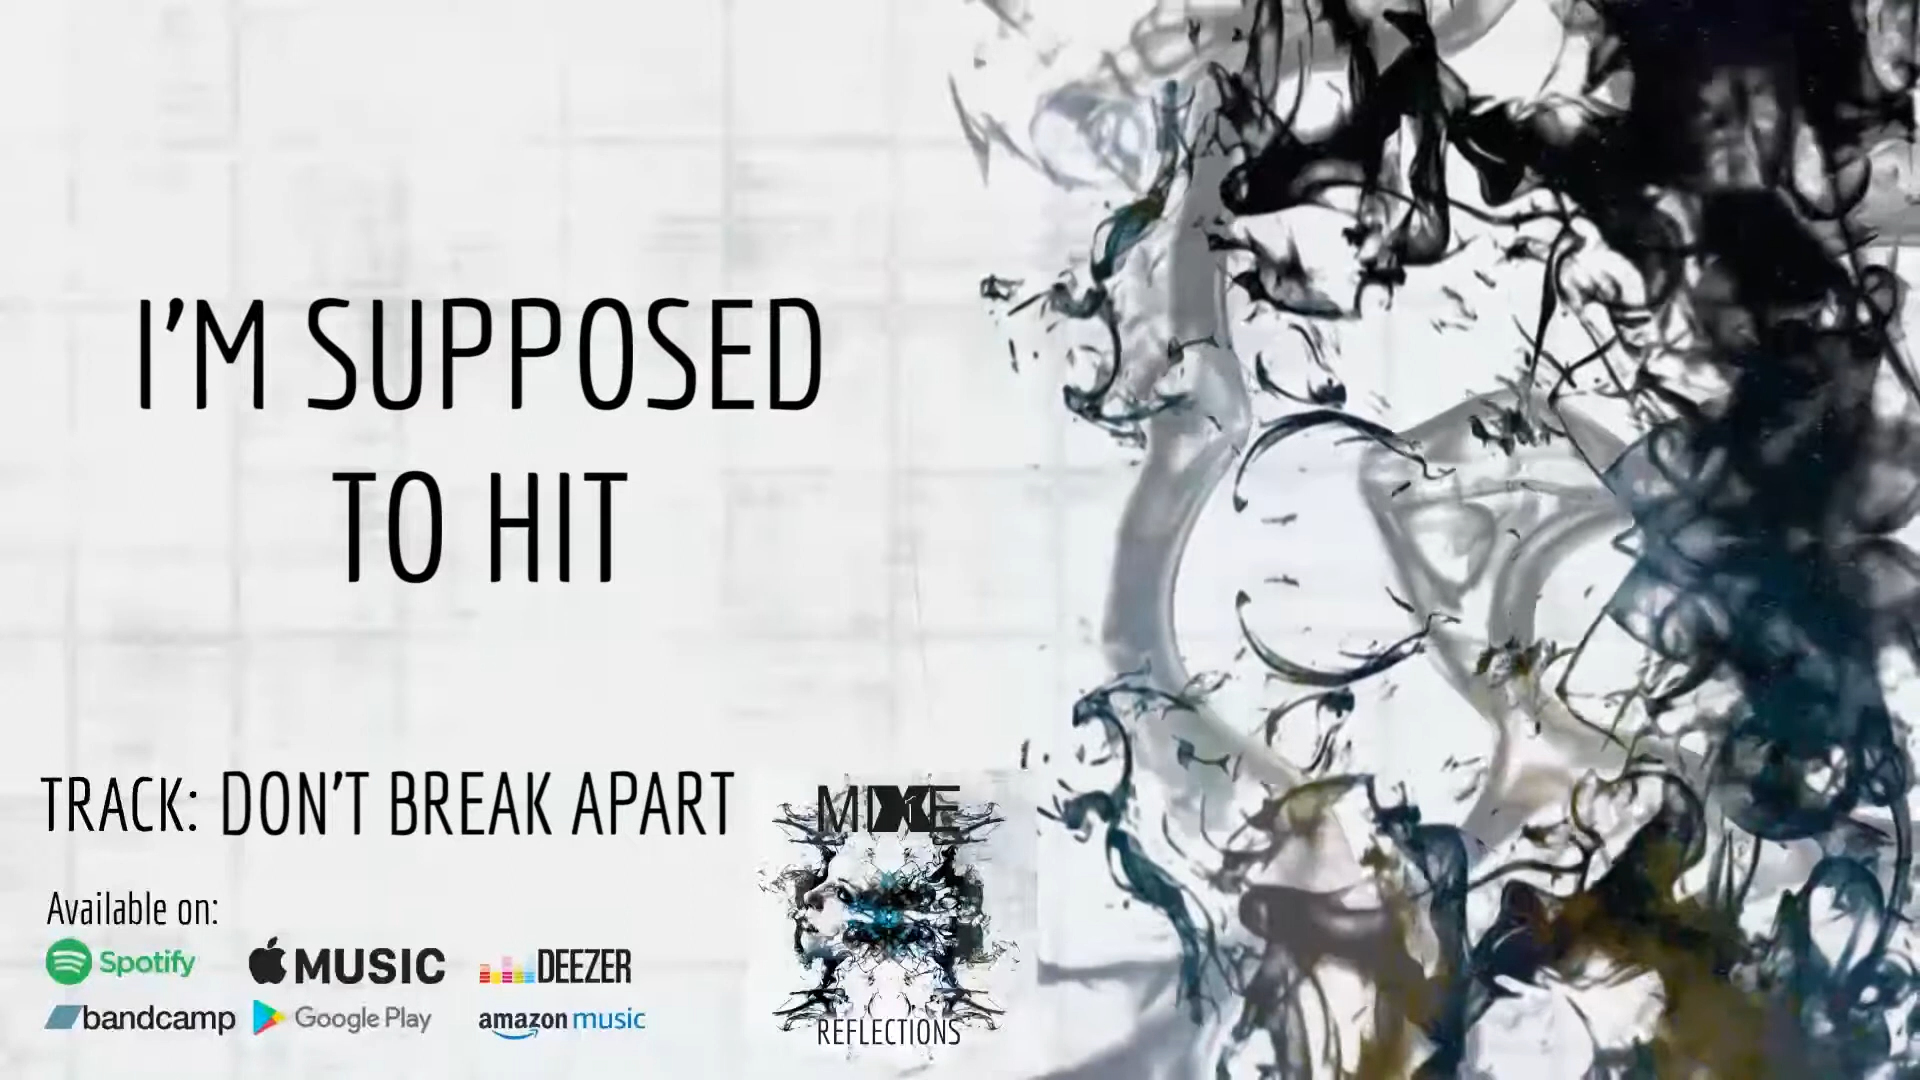 I'M SUPPOSED
TO HIT
TRACK: DON'T BREAK APART
Available on:
Spotify MUSIC DEEZER
bandcamp Google Play amazon music
REFLECTIONS